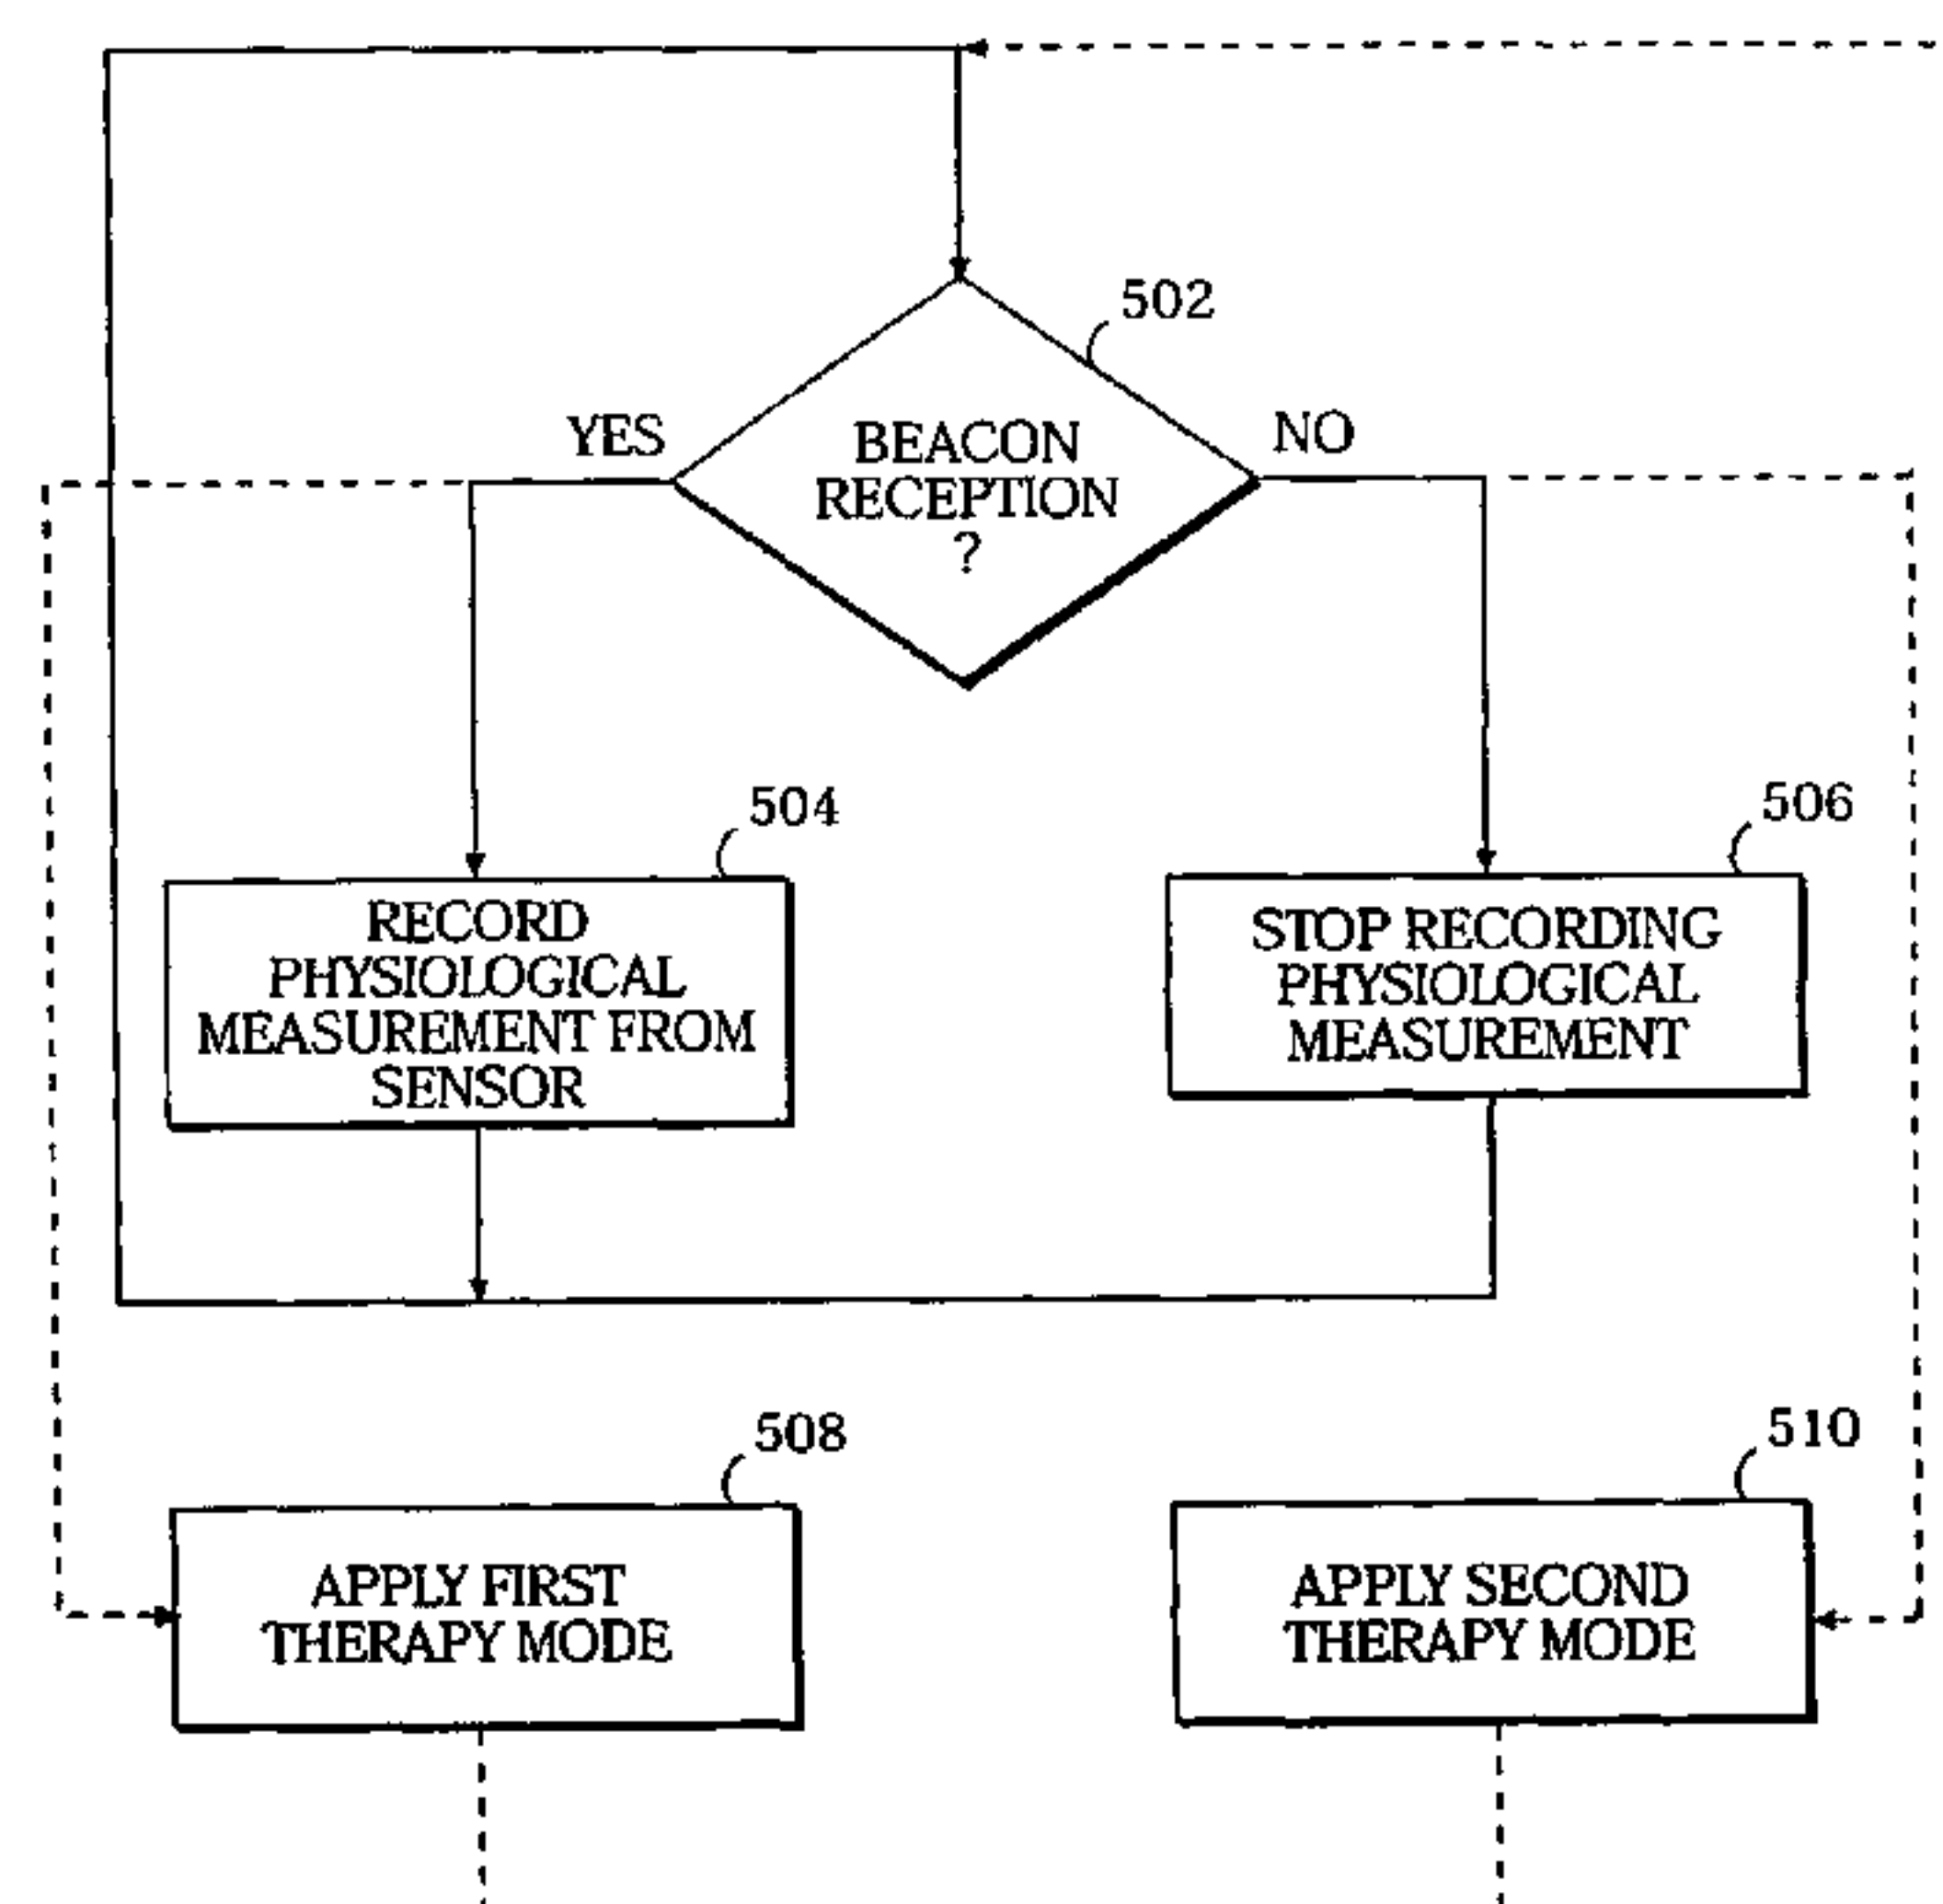 502
YES
NO
BEACON
RECEPTION
?
504
506
RECORD
PHYSIOLOGICAL
MEASUREMENT FROM
SENSOR
STOP RECORDING
PHYSIOLOGICAL
MEASUREMENT
508
510
APPLY FIRST
THERAPY MODE
APPLY SECOND
THERAPY MODE